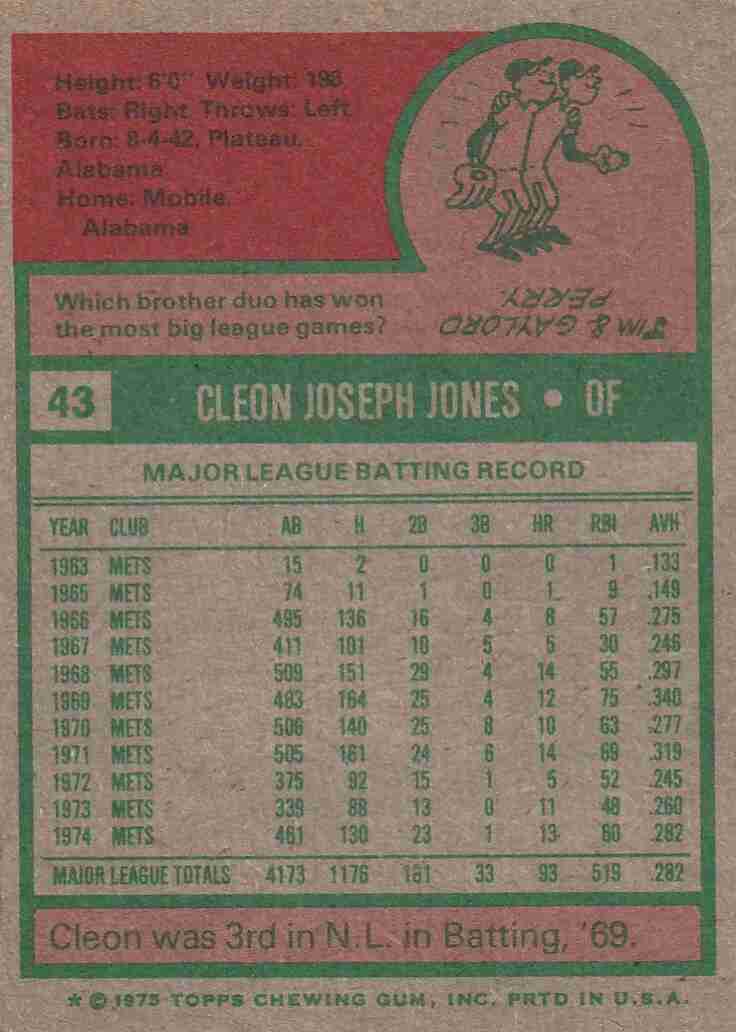 Height: 6'0" Weight:
Bats: Right Throws: Left
Born: 8-4-42, Plateau,
Alabama
Home: Mobile,
Alabama
Which brother duo has won
the most big league games?
JIM & GAYLORD
PERRY
43
CLEON JOSEPH JONES • OF
MAJOR LEAGUE BATTING RECORD
YEAR CLUB AB H 2B 3B HR RBI AVH
1963 METS 15 2 0 0 0 1 .133
1965 METS 74 11 1 0 1 9 .149
1966 METS 495 136 16 4 8 57 .275
1967 METS 411 101 10 5 5 30 .246
1968 METS 509 151 29 4 14 55 .297
1969 METS 483 164 25 4 12 75 .340
1970 METS 506 140 25 8 10 63 .277
1971 METS 505 161 24 6 14 69 .319
1972 METS 375 92 15 1 5 52 .245
1973 METS 339 88 13 0 11 48 .260
1974 METS 461 130 23 1 13 60 .282
MAJOR LEAGUE TOTALS 4173 1176 181 33 93 519 .282
Cleon was 3rd in N.L. in Batting, '69.
* © 1975 TOPPS CHEWING GUM, INC. PRTD IN U.S.A.